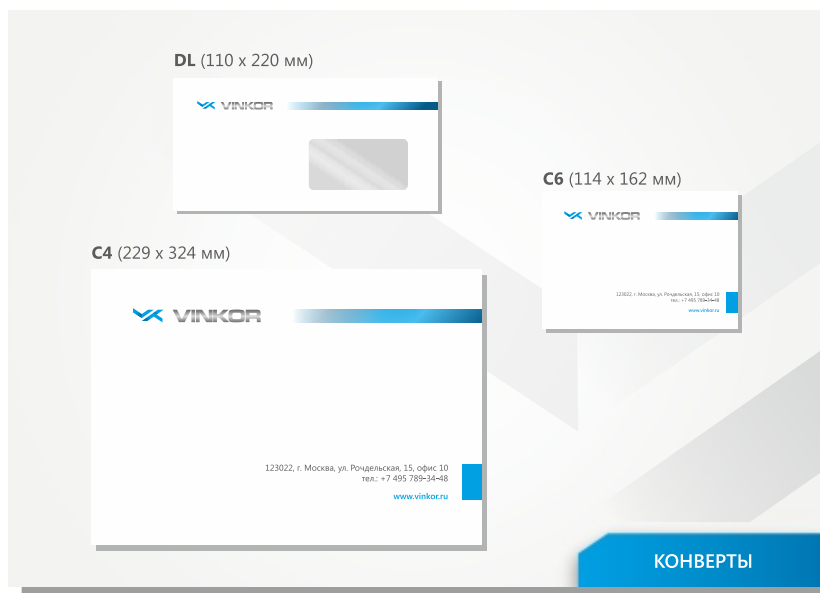 DL (110 x 220 мм)
VINKOR
C6 (114 x 162 мм)
VINKOR
123022, г. Москва, ул. Рочдельская, 15, офис 10
тел.: +7 495 789-34-48
www.vinkor.ru
C4 (229 x 324 мм)
VINKOR
123022, г. Москва, ул. Рочдельская, 15, офис 10
тел.: +7 495 789-34-48
www.vinkor.ru
КОНВЕРТЫ